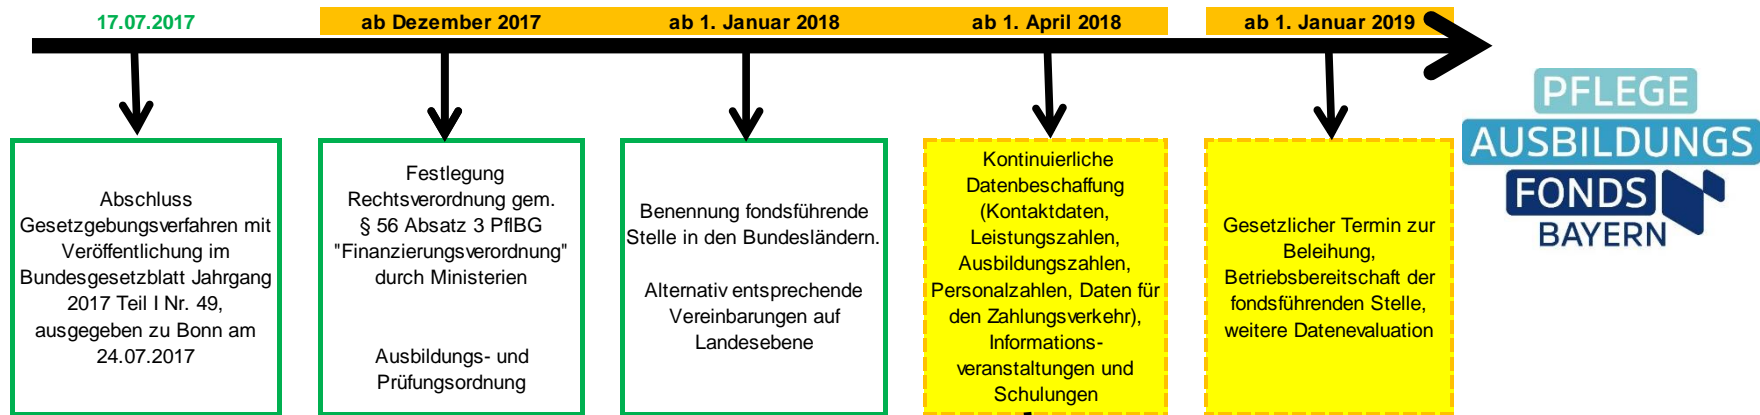 17.07.2017
ab Dezember 2017
ab 1. Januar 2018
ab 1. April 2018
ab 1. Januar 2019
Abschluss
Gesetzgebungsverfahren mit
Veröffentlichung im
Bundesgesetzblatt Jahrgang
2017 Teil I Nr. 49,
ausgegeben zu Bonn am
24.07.2017
Festlegung
Rechtsverordnung gem.
§ 56 Absatz 3 PflBG
"Finanzierungsverordnung"
durch Ministerien
Ausbildungs- und
Prüfungsordnung
Benennung fondsführende
Stelle in den Bundesländern.
Alternativ entsprechende
Vereinbarungen auf
Landesebene
Kontinuierliche
Datenbeschaffung
(Kontaktdaten,
Leistungszahlen,
Ausbildungszahlen,
Personalzahlen, Daten für
den Zahlungsverkehr),
Informations-
veranstaltungen und
Schulungen
Gesetzlicher Termin zur
Beleihung,
Betriebsbereitschaft der
fondsführenden Stelle,
weitere Datenevaluation
PFLEGE
AUSBILDUNGS
FONDS
BAYERN